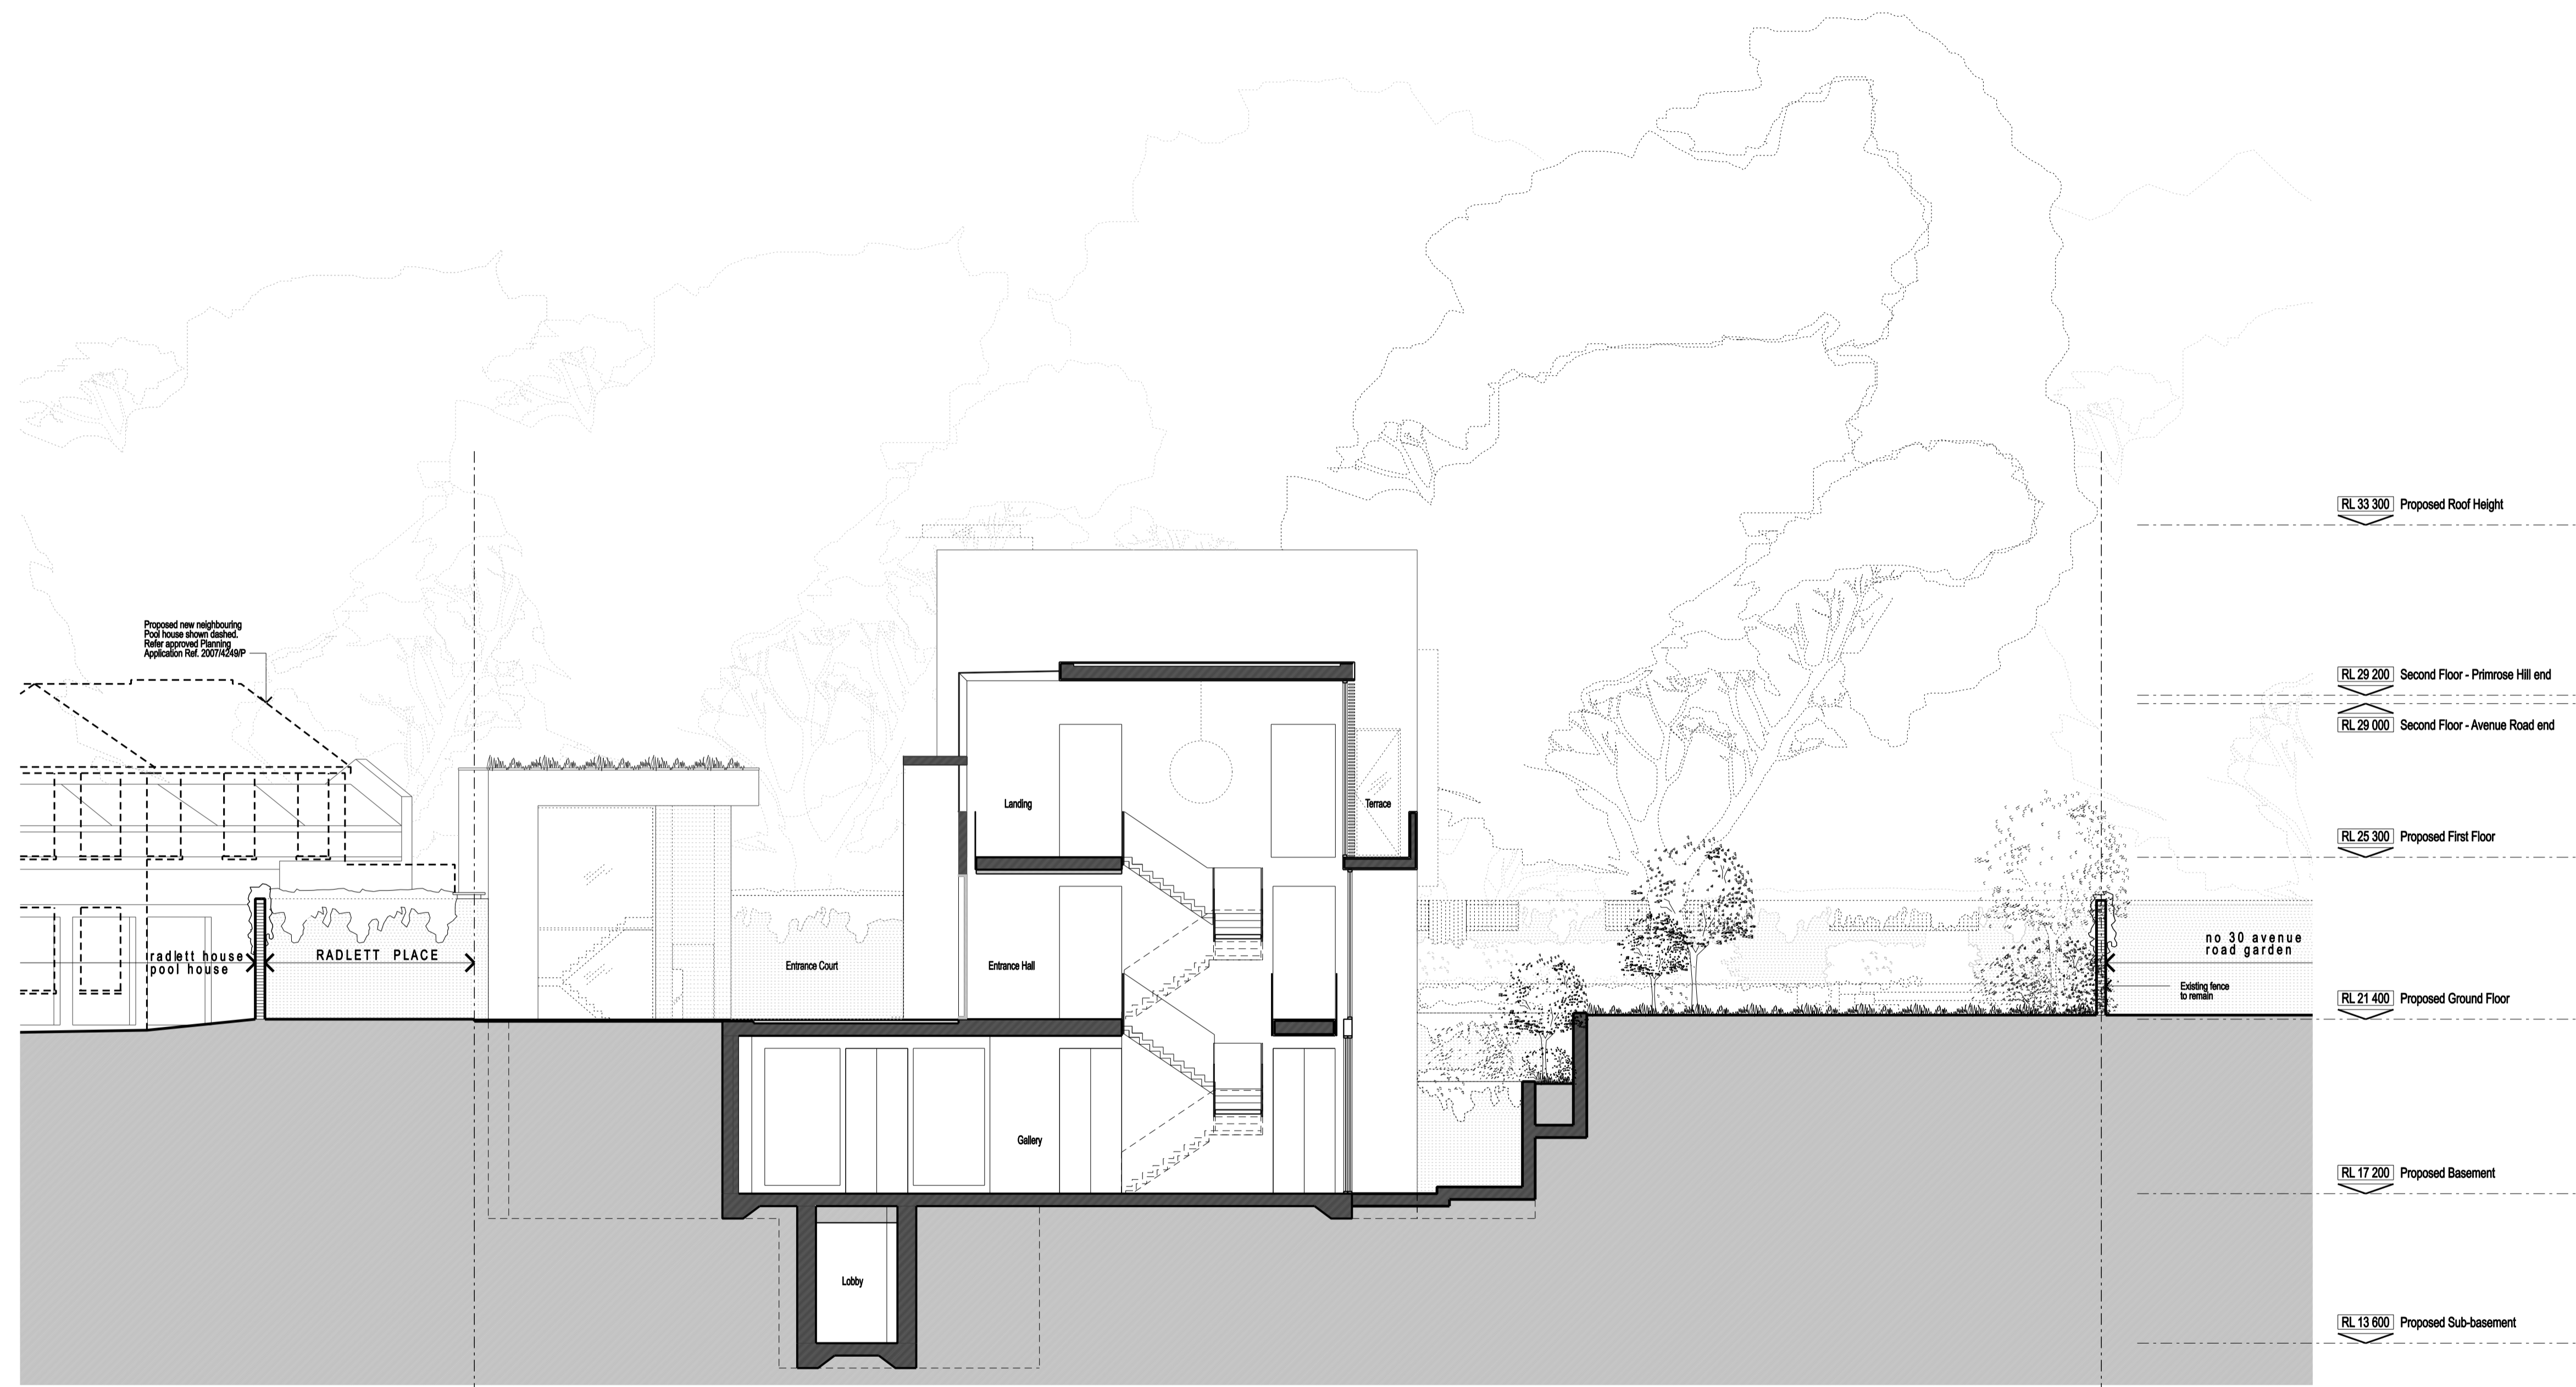 RL 33 300 Proposed Roof Height
Proposed new neighbouring
Pool house shown dashed.
Refer approved Planning
Application Ref. 2007/4249/P
RL 29 200 Second Floor - Primrose Hill end
RL 29 000 Second Floor - Avenue Road end
Landing
Terrace
RL 25 300 Proposed First Floor
radlett house
pool house
RADLETT PLACE
Entrance Court
Entrance Hall
no 30 avenue
road garden
Existing fence
to remain
RL 21 400 Proposed Ground Floor
Gallery
RL 17 200 Proposed Basement
Lobby
RL 13 600 Proposed Sub-basement